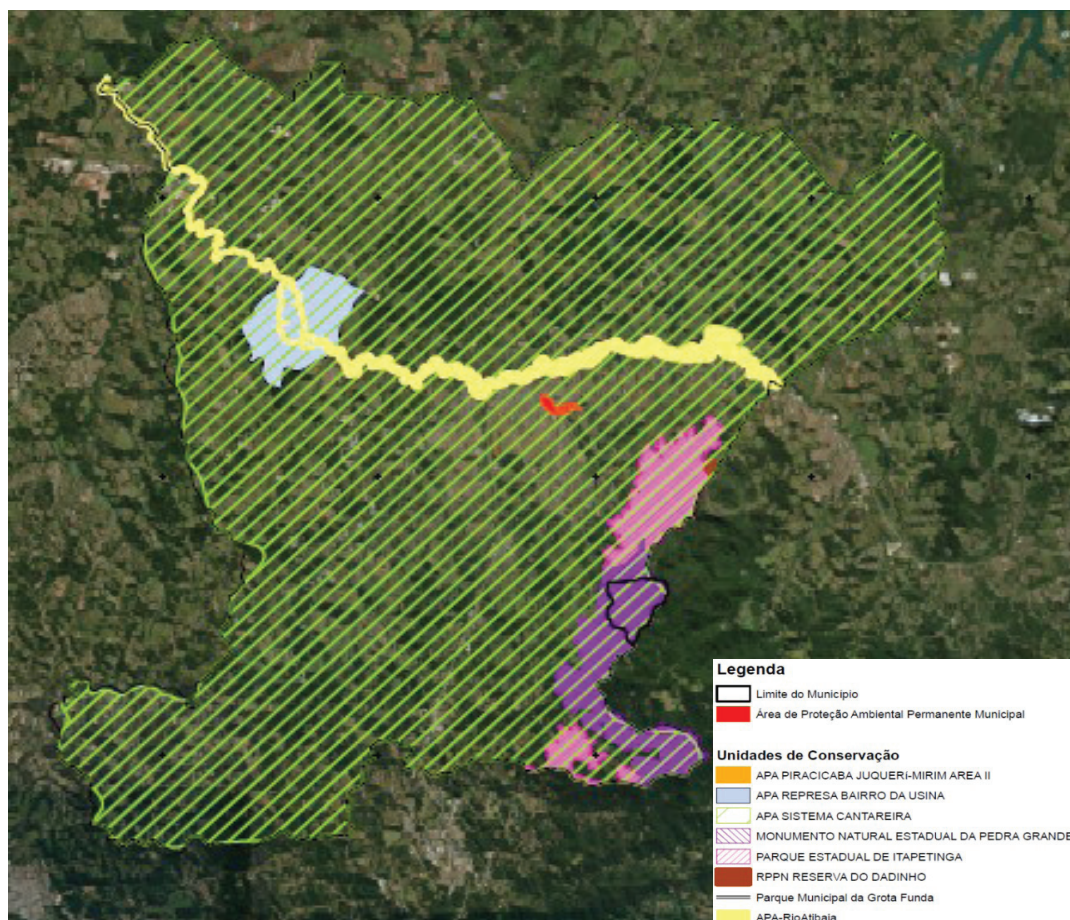 Legenda
Limite do Municipio
Área de Proteção Ambiental Permanente Municipal
Unidades de Conservação
APA PIRACICABA JUQUERI-MIRIM AREA II
APA REPRESA BAIRRO DA USINA
APA SISTEMA CANTAREIRA
MONUMENTO NATURAL ESTADUAL DA PEDRA GRANDE
PARQUE ESTADUAL DE ITAPETINGA
RPPN RESERVA DO DADINHO
Parque Municipal da Grota Funda
APA-RioAtibaia